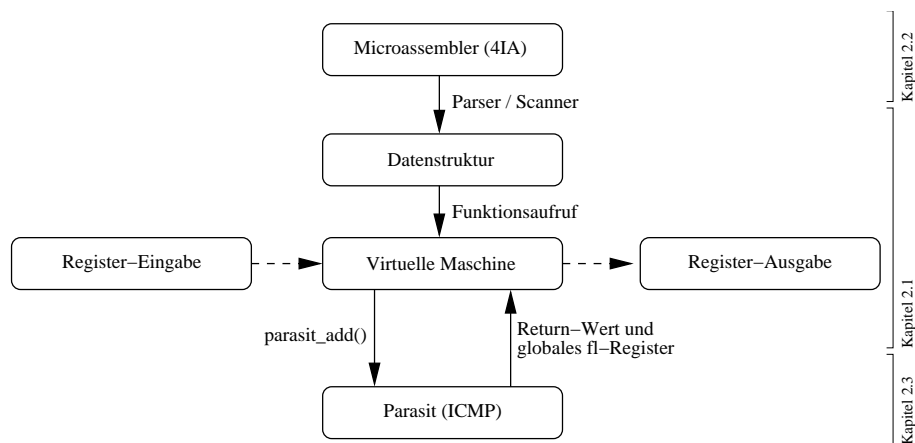 Microassembler (4IA)
Kapitel 2.2
Parser / Scanner
Datenstruktur
Funktionsaufruf
Register−Eingabe
Virtuelle Maschine
Register−Ausgabe
Kapitel 2.1
parasit_add()
Return−Wert und
globales fl−Register
Parasit (ICMP)
Kapitel 2.3